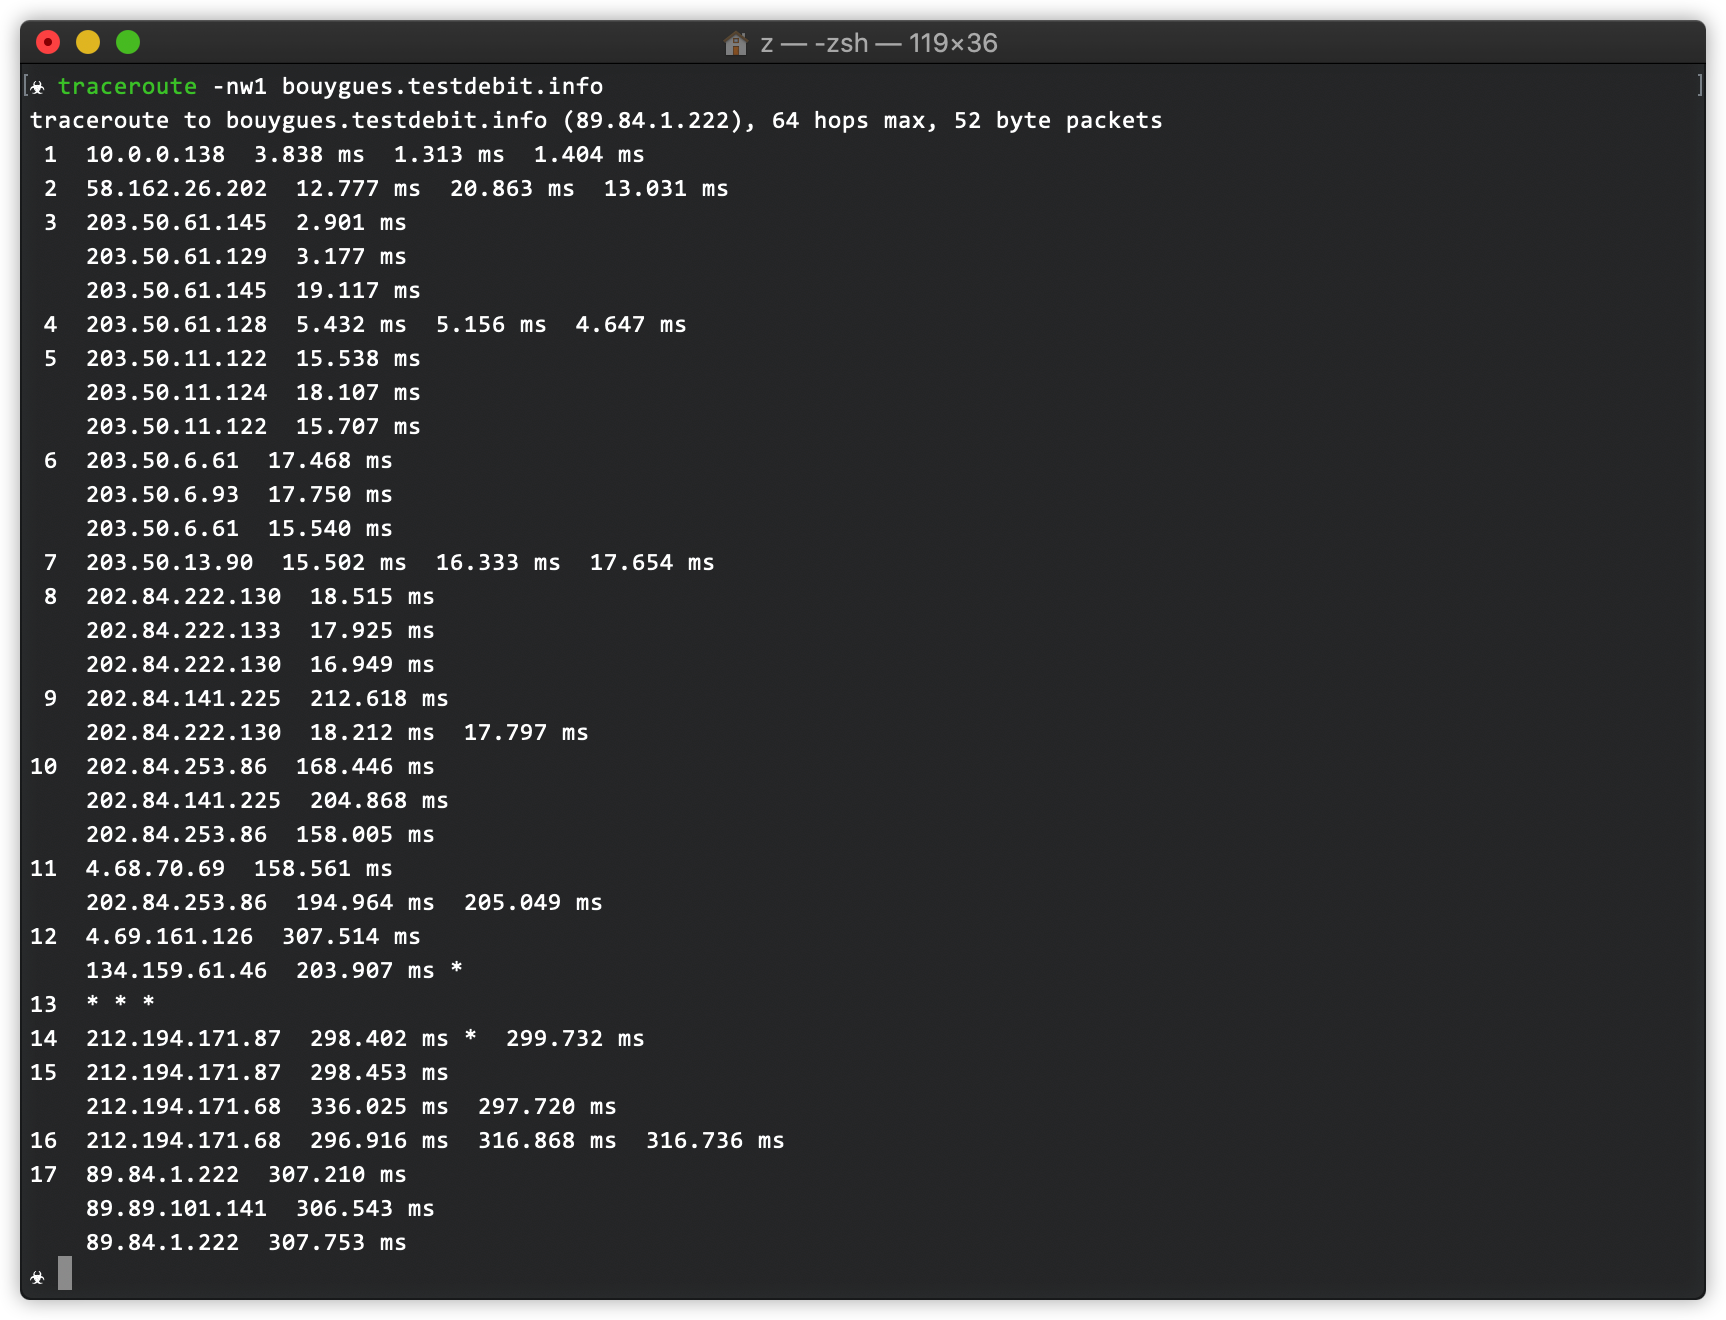 z — -zsh — 119×36
[☣ traceroute -nw1 bouygues.testdebit.info ]
traceroute to bouygues.testdebit.info (89.84.1.222), 64 hops max, 52 byte packets
 1  10.0.0.138  3.838 ms  1.313 ms  1.404 ms
 2  58.162.26.202  12.777 ms  20.863 ms  13.031 ms
 3  203.50.61.145  2.901 ms
    203.50.61.129  3.177 ms
    203.50.61.145  19.117 ms
 4  203.50.61.128  5.432 ms  5.156 ms  4.647 ms
 5  203.50.11.122  15.538 ms
    203.50.11.124  18.107 ms
    203.50.11.122  15.707 ms
 6  203.50.6.61  17.468 ms
    203.50.6.93  17.750 ms
    203.50.6.61  15.540 ms
 7  203.50.13.90  15.502 ms  16.333 ms  17.654 ms
 8  202.84.222.130  18.515 ms
    202.84.222.133  17.925 ms
    202.84.222.130  16.949 ms
 9  202.84.141.225  212.618 ms
    202.84.222.130  18.212 ms  17.797 ms
10  202.84.253.86  168.446 ms
    202.84.141.225  204.868 ms
    202.84.253.86  158.005 ms
11  4.68.70.69  158.561 ms
    202.84.253.86  194.964 ms  205.049 ms
12  4.69.161.126  307.514 ms
    134.159.61.46  203.907 ms *
13  * * *
14  212.194.171.87  298.402 ms *  299.732 ms
15  212.194.171.87  298.453 ms
    212.194.171.68  336.025 ms  297.720 ms
16  212.194.171.68  296.916 ms  316.868 ms  316.736 ms
17  89.84.1.222  307.210 ms
    89.89.101.141  306.543 ms
    89.84.1.222  307.753 ms
☣